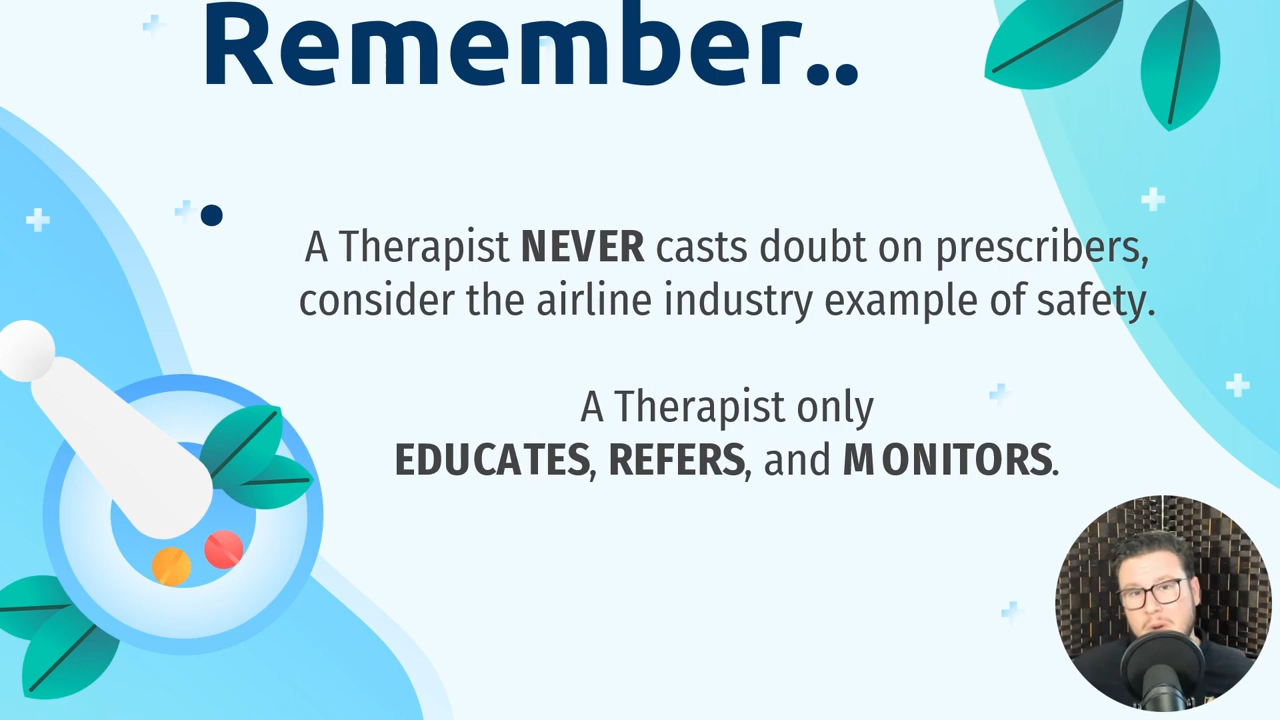 Remember..
A Therapist NEVER casts doubt on prescribers,
consider the airline industry example of safety.
A Therapist only
EDUCATES, REFERS, and MONITORS.